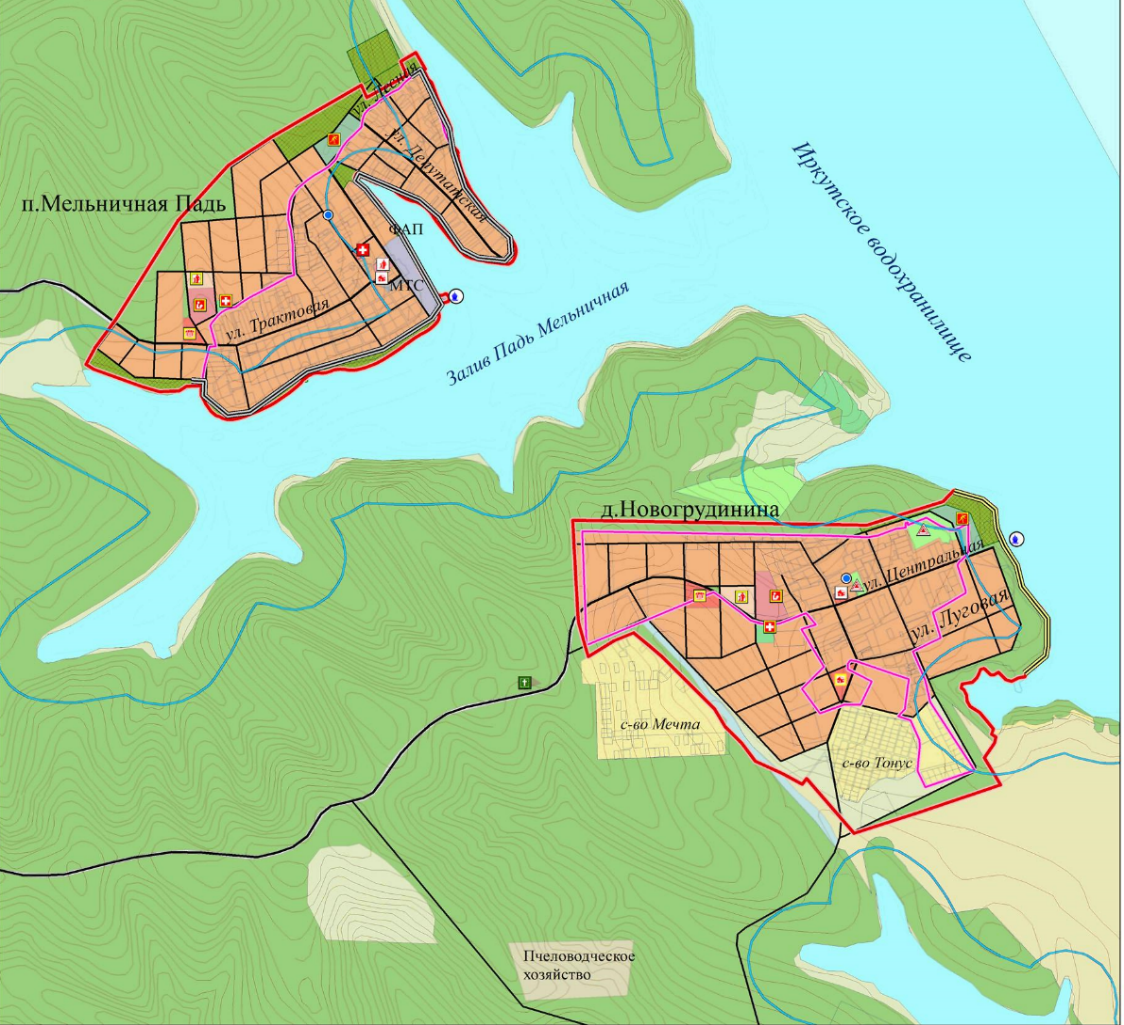 ул. Лесная
ул. Депутатская
Иркутское водохранилище
п.Мельничная Падь
ФАП
МТС
ул. Трактовая
Залив Падь Мельничная
д.Новогрудинина
ул. Центральная
ул. Луговая
с-во Мечта
с-во Тонус
Пчеловодческое
хозяйство